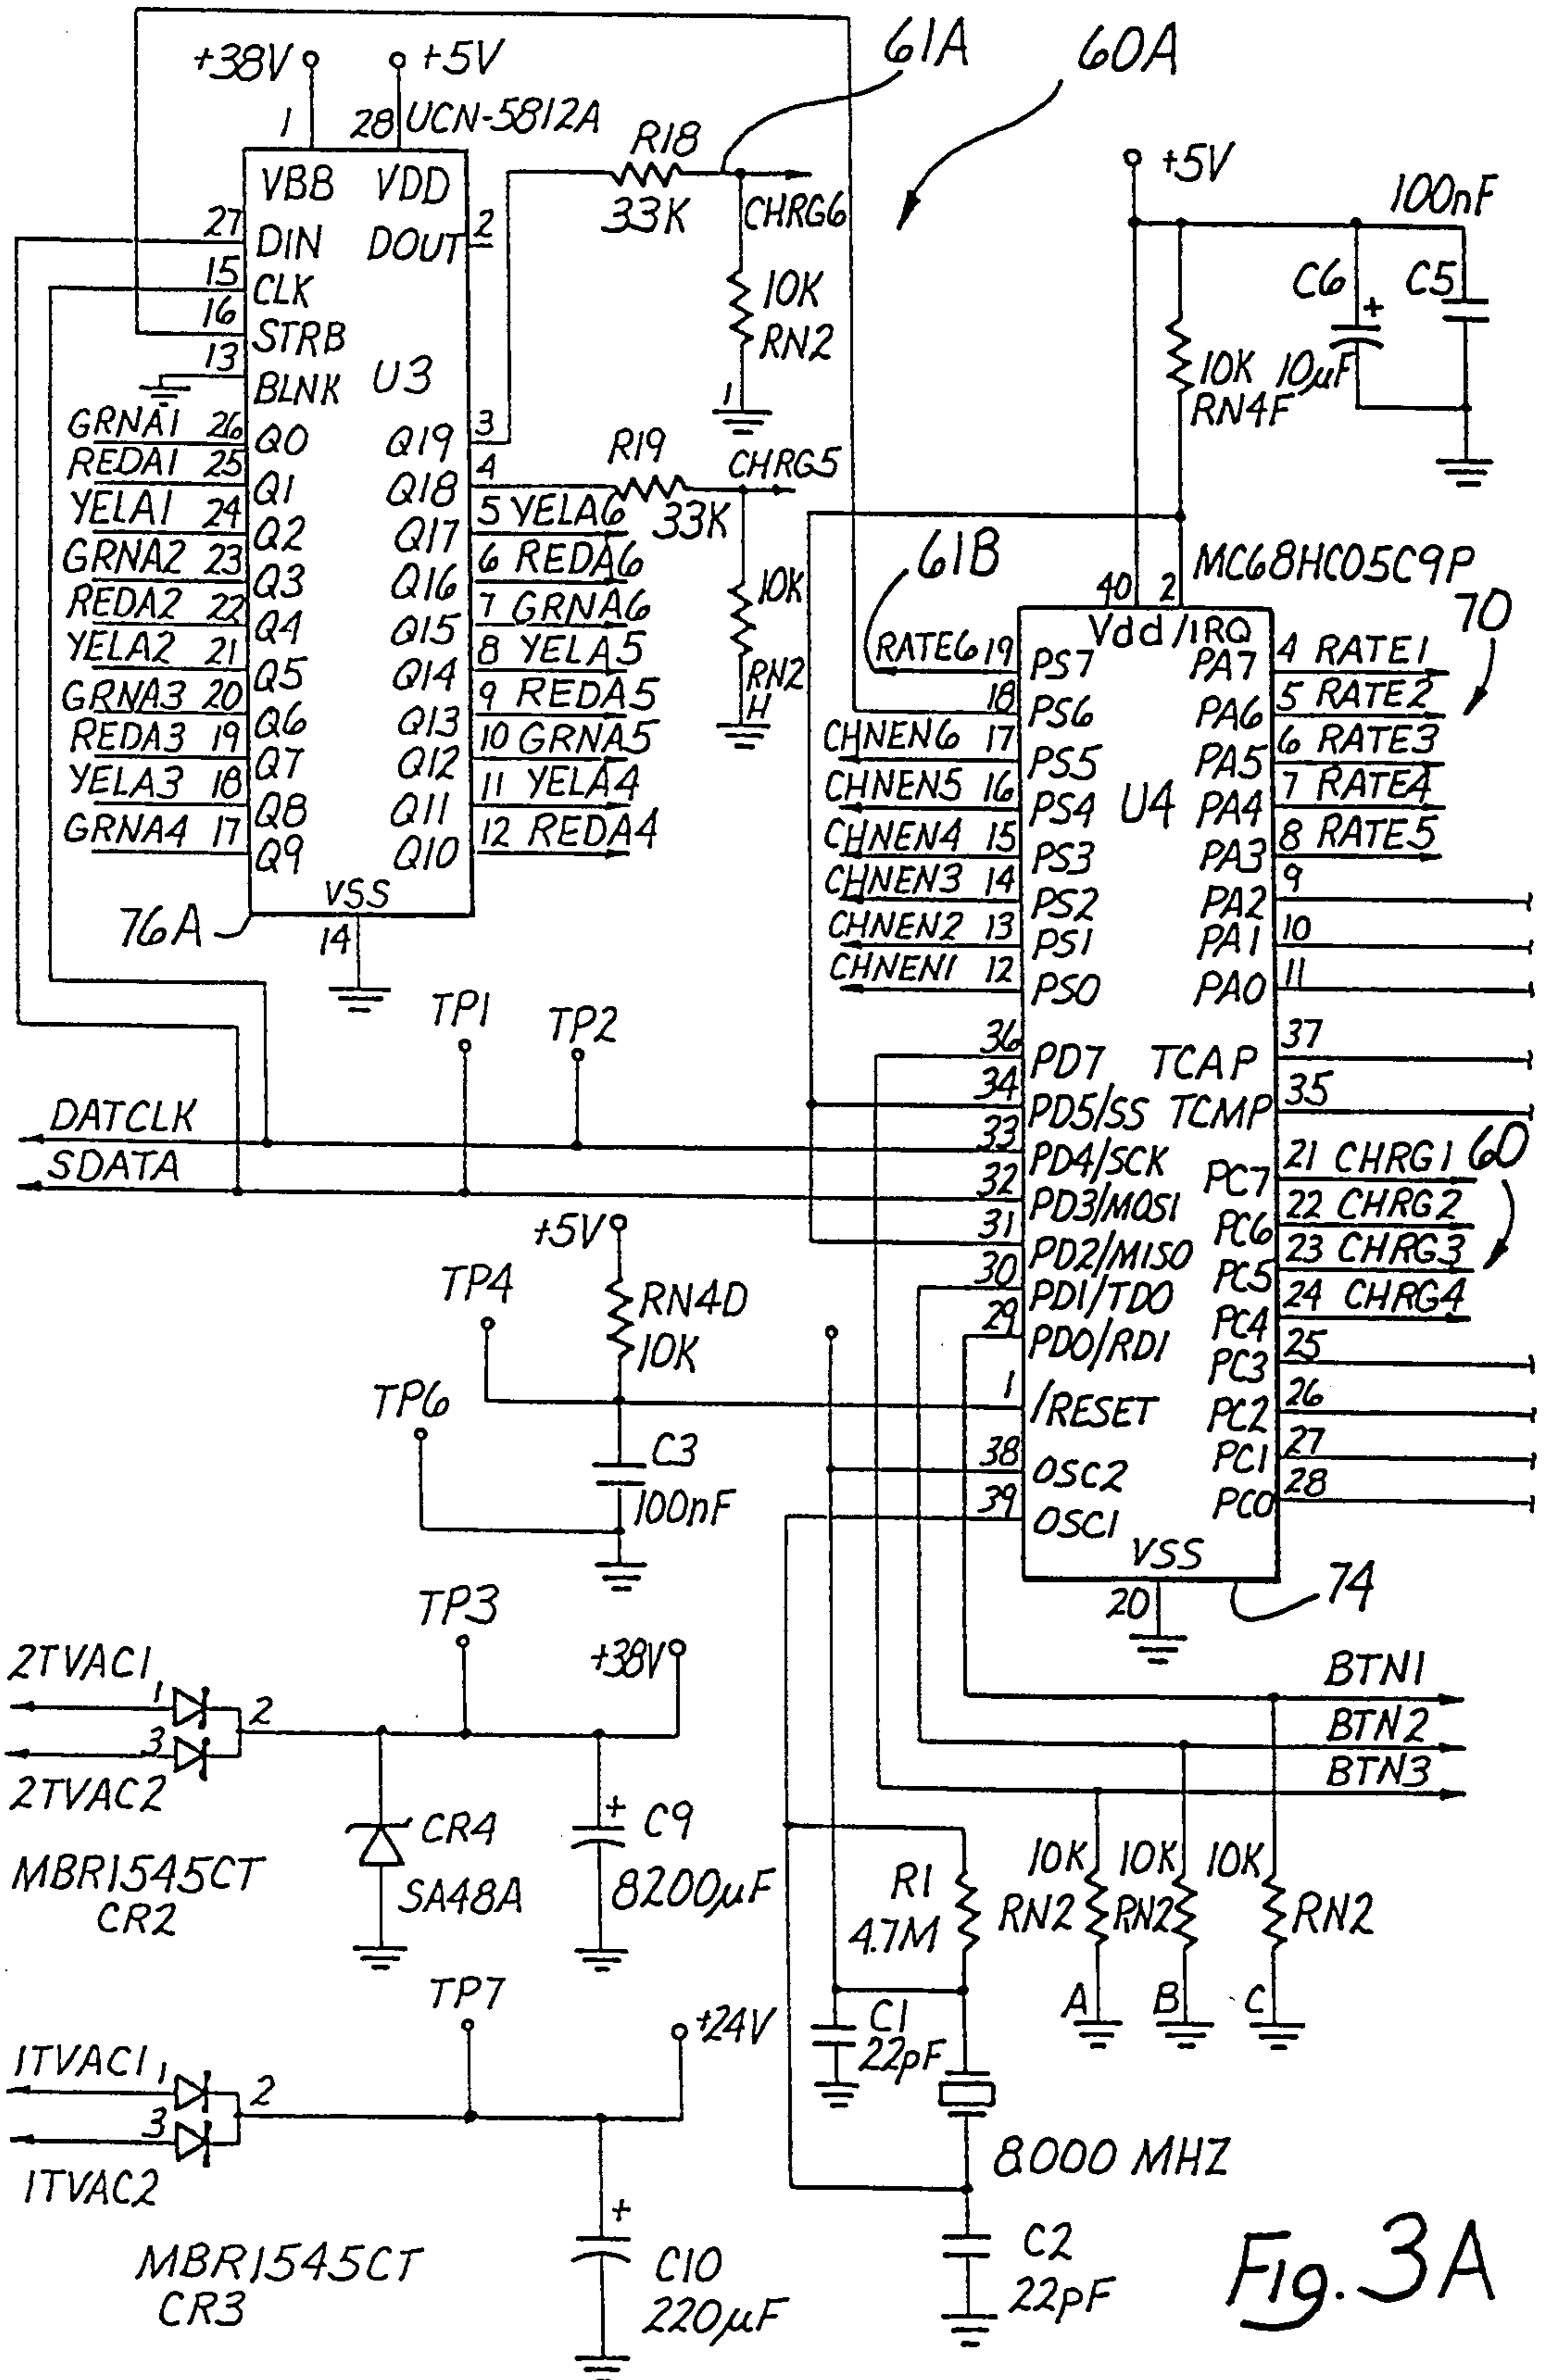 61A
60A
+38V
+5V
1
28
UCN-5812A
VBB
VDD
27
DIN
DOUT
2
15
CLK
16
STRB
13
BLNK
U3
R18
33K
CHRG6
10K
RN2
1
GRNA1 26 Q0
REDA1 25 Q1
YELA1 24 Q2
GRNA2 23 Q3
REDA2 22 Q4
YELA2 21 Q5
GRNA3 20 Q6
REDA3 19 Q7
YELA3 18 Q8
GRNA4 17 Q9
Q19 3
Q18 4
Q17 5 YELA6
Q16 6 REDA6
Q15 7 GRNA6
Q14 8 YELA5
Q13 9 REDA5
Q12 10 GRNA5
Q11 11 YELA4
Q10 12 REDA4
R19
33K
CHRG5
10K
RN2
H
VSS
14
76A
+5V
100nF
C6
+
C5
10K
RN4F
10µF
MC68HC05C9P
61B
70
40
2
Vdd
/IRQ
RATE6 19 PS7
18 PS6
CHNEN6 17 PS5
CHNEN5 16 PS4
CHNEN4 15 PS3
CHNEN3 14 PS2
CHNEN2 13 PS1
CHNEN1 12 PS0
U4
PA7 4 RATE1
PA6 5 RATE2
PA5 6 RATE3
PA4 7 RATE4
PA3 8 RATE5
PA2 9
PA1 10
PA0 11
36 PD7
34 PD5/SS
33 PD4/SCK
32 PD3/MOSI
31 PD2/MISO
30 PD1/TDO
29 PD0/RDI
1 /RESET
38 OSC2
39 OSC1
TCAP 37
TCMP 35
PC7 21 CHRG1
60
PC6 22 CHRG2
PC5 23 CHRG3
PC4 24 CHRG4
PC3 25
PC2 26
PC1 27
PC0 28
VSS
20
74
TP1
TP2
DATCLK
SDATA
+5V
TP4
RN4D
10K
TP6
C3
100nF
TP3
+38V
2TVAC1
1
2
3
2TVAC2
MBR1545CT
CR2
CR4
SA48A
+
C9
8200µF
BTN1
BTN2
BTN3
R1
4.7M
10K
RN2
A
10K
RN2
B
10K
RN2
C
C1
22pF
8.000 MHZ
C2
22pF
TP7
+24V
1TVAC1
1
2
3
1TVAC2
MBR1545CT
CR3
+
C10
220µF
Fig. 3A